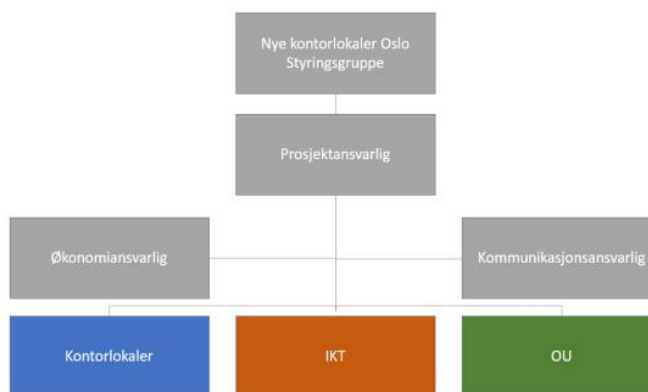 Nye kontorlokaler Oslo
Styringsgruppe
Prosjektansvarlig
Økonomiansvarlig
Kommunikasjonsansvarlig
Kontorlokaler
IKT
OU